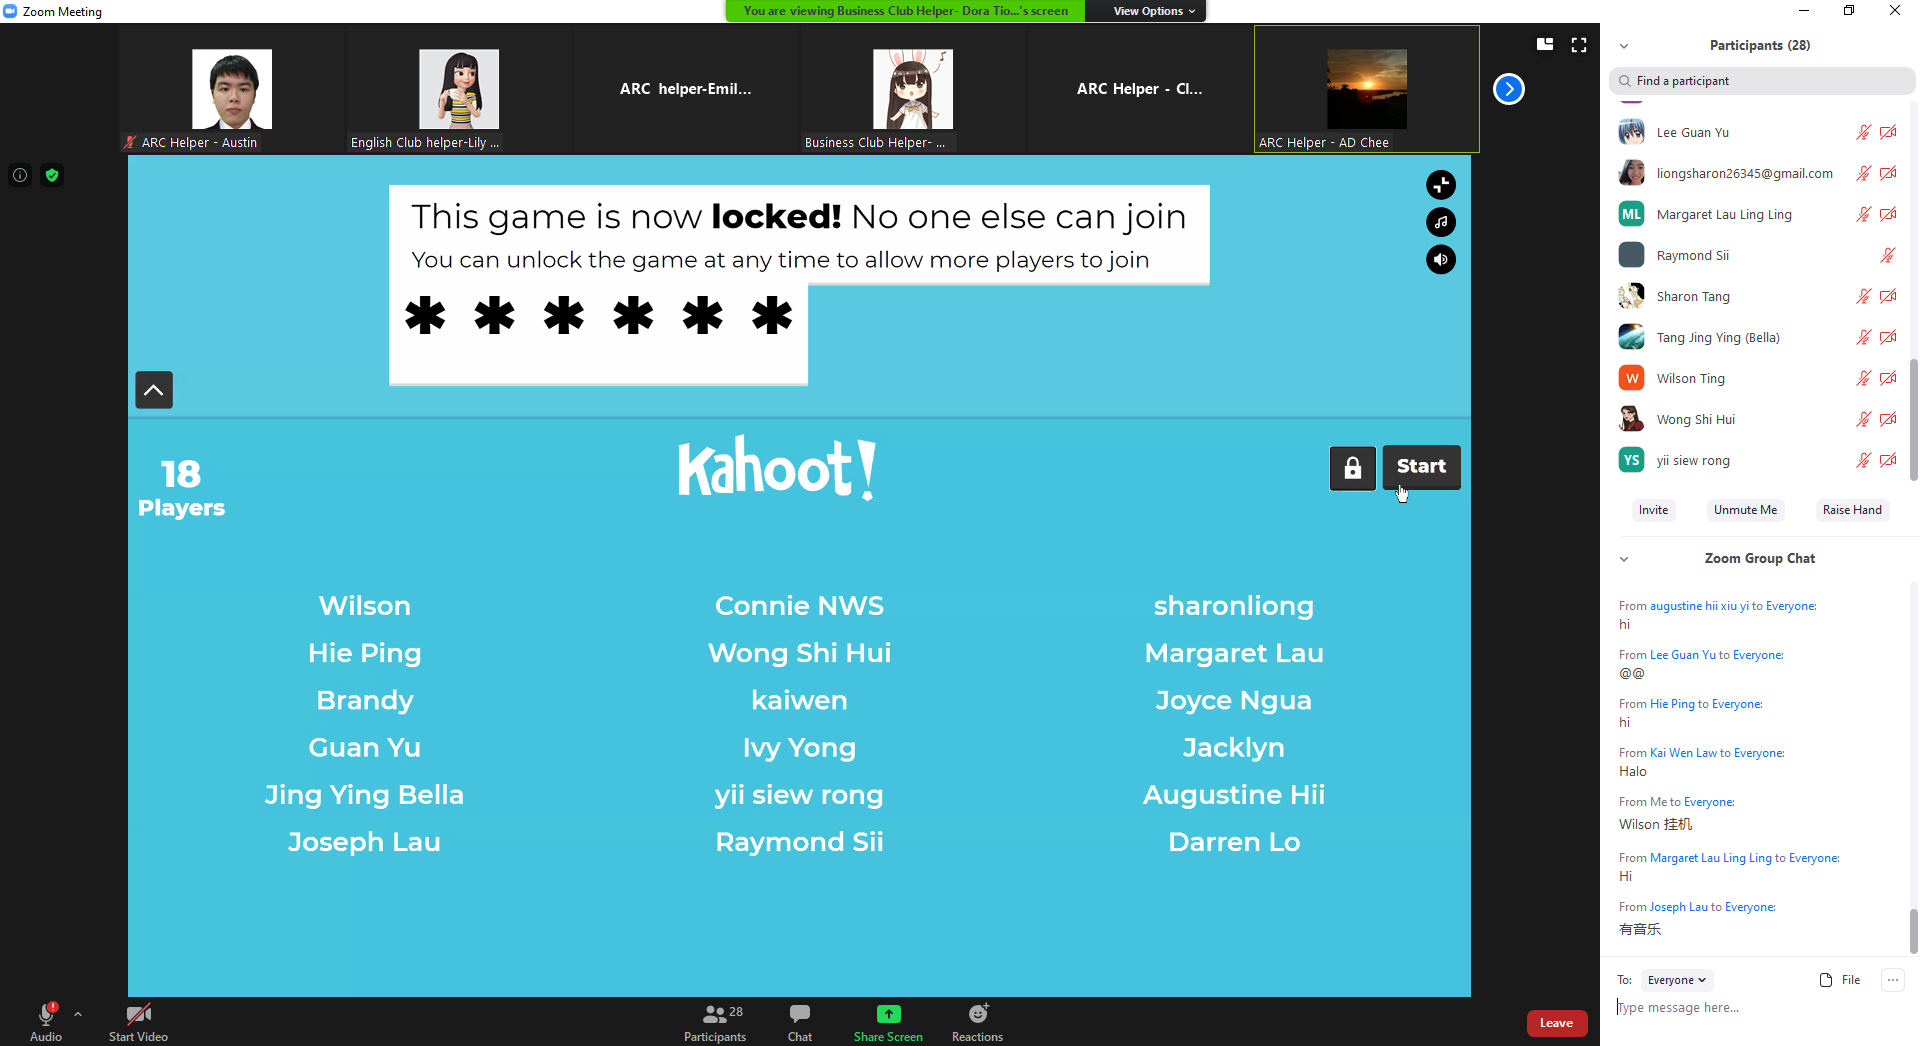 Zoom Meeting
You are viewing Business Club Helper- Dora Tio...'s screen
View Options
ARC Helper - Austin
English Club helper-Lily ...
ARC helper-Emil...
Business Club Helper- ...
ARC Helper - Cl...
ARC Helper - AD Chee
This game is now locked! No one else can join
You can unlock the game at any time to allow more players to join
* * * * * *
18
Players
Kahoot!
Start
Wilson
Connie NWS
sharonliong
Hie Ping
Wong Shi Hui
Margaret Lau
Brandy
kaiwen
Joyce Ngua
Guan Yu
Ivy Yong
Jacklyn
Jing Ying Bella
yii siew rong
Augustine Hii
Joseph Lau
Raymond Sii
Darren Lo
Audio
Start Video
28
Participants
Chat
Share Screen
Reactions
Leave
Participants (28)
Find a participant
Lee Guan Yu
liongsharon26345@gmail.com
ML
Margaret Lau Ling Ling
Raymond Sii
Sharon Tang
Tang Jing Ying (Bella)
W
Wilson Ting
Wong Shi Hui
YS
yii siew rong
Invite
Unmute Me
Raise Hand
Zoom Group Chat
From augustine hii xiu yi to Everyone:
hi
From Lee Guan Yu to Everyone:
@@
From Hie Ping to Everyone:
hi
From Kai Wen Law to Everyone:
Halo
From Me to Everyone:
Wilson 挂机
From Margaret Lau Ling Ling to Everyone:
Hi
From Joseph Lau to Everyone:
有音乐
To:
Everyone
File
...
Type message here...